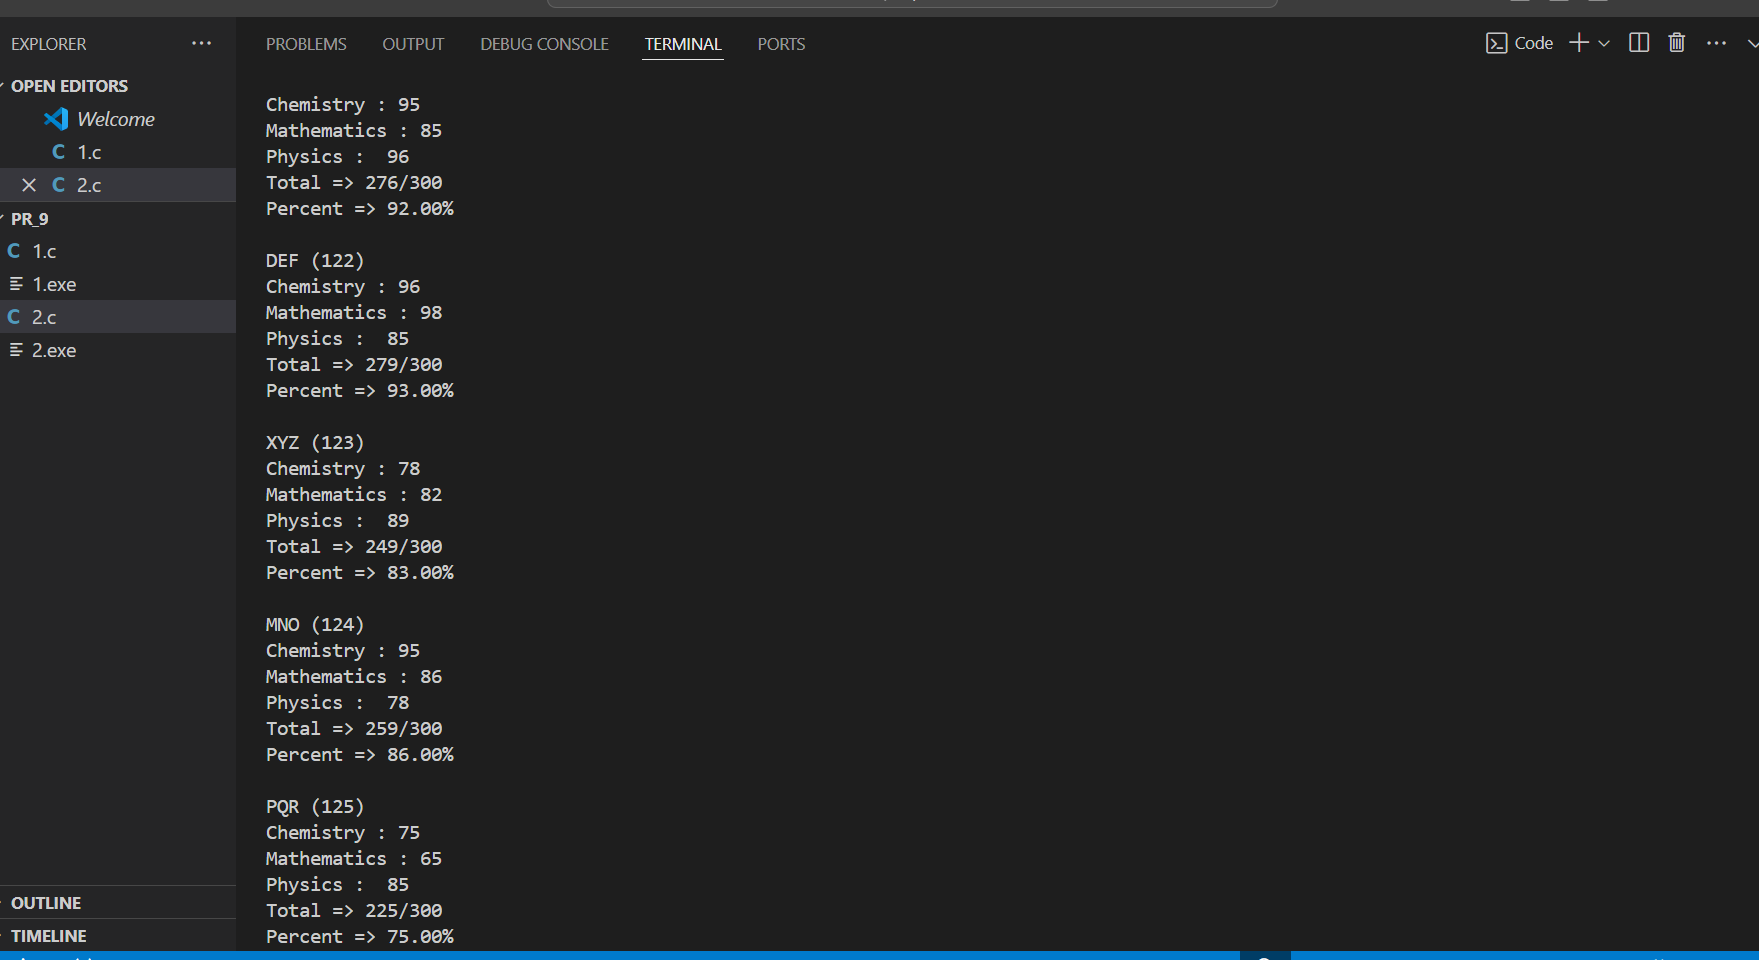 EXPLORER
PROBLEMS OUTPUT DEBUG CONSOLE TERMINAL PORTS
Code
OPEN EDITORS
Welcome
C 1.c
C 2.c
PR_9
C 1.c
1.exe
C 2.c
2.exe
OUTLINE
TIMELINE
Chemistry : 95
Mathematics : 85
Physics :  96
Total => 276/300
Percent => 92.00%
DEF (122)
Chemistry : 96
Mathematics : 98
Physics :  85
Total => 279/300
Percent => 93.00%
XYZ (123)
Chemistry : 78
Mathematics : 82
Physics :  89
Total => 249/300
Percent => 83.00%
MNO (124)
Chemistry : 95
Mathematics : 86
Physics :  78
Total => 259/300
Percent => 86.00%
PQR (125)
Chemistry : 75
Mathematics : 65
Physics :  85
Total => 225/300
Percent => 75.00%